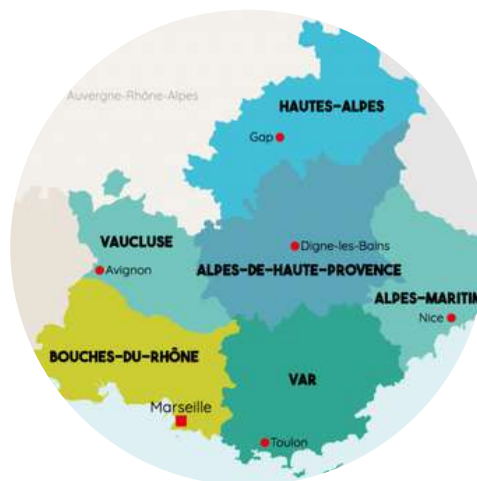 Auvergne-Rhône-Alpes
HAUTES-ALPES
Gap
VAUCLUSE
Digne-les-Bains
Avignon
ALPES-DE-HAUTE-PROVENCE
ALPES-MARITIM
Nice
BOUCHES-DU-RHÔNE
VAR
Marseille
Toulon